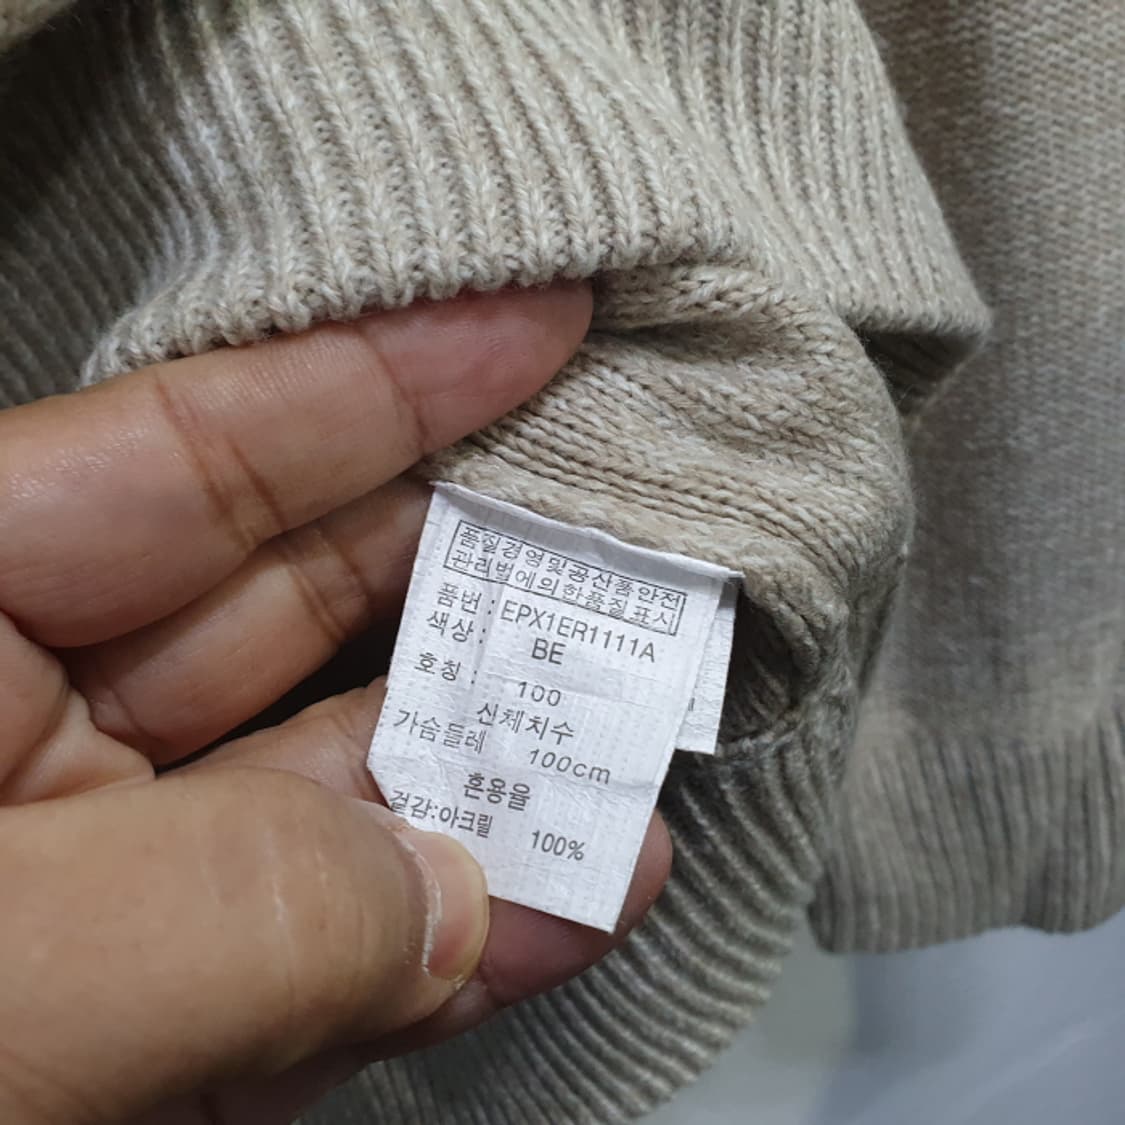 품질경영및공산품안전
관리법에의한품질표시
품번 : EPX1ER1111A
색상 : BE
호칭 : 100
신체치수
가슴둘레 100cm
혼용율
겉감:아크릴 100%